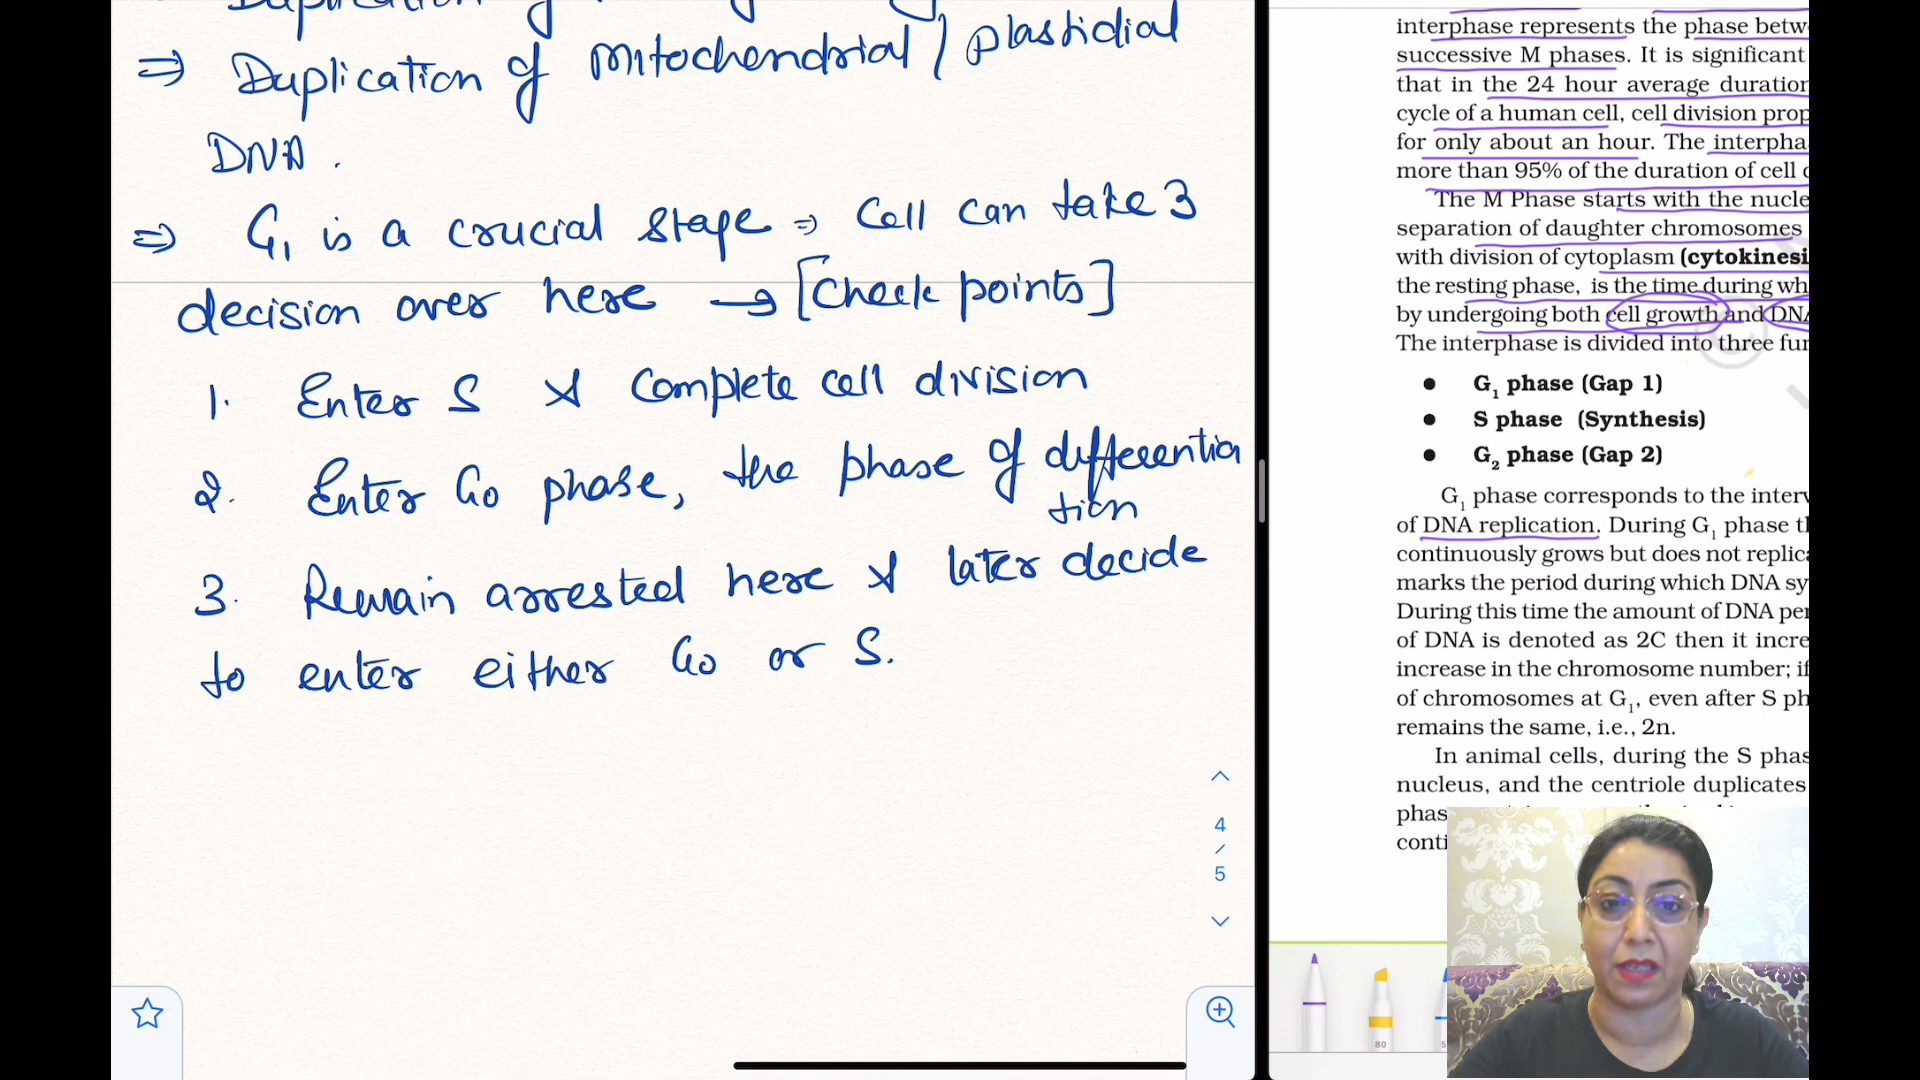 Duplication of
⇒ Duplication of mitochondrial / plastidial
DNA.
⇒ G₁ is a crucial stage ⇒ Cell can take 3
decision over here → [Check points]
1. Enter S & Complete cell division
2. Enter G0 phase, the phase of differentia
tion
3. Remain arrested here & later decide
to enter either G0 or S.
4
/
5
interphase represents the phase betw
successive M phases. It is significant
that in the 24 hour average duration
cycle of a human cell, cell division prop
for only about an hour. The interpha
more than 95% of the duration of cell c
The M Phase starts with the nucle
separation of daughter chromosomes
with division of cytoplasm (cytokinesi
the resting phase, is the time during wh
by undergoing both cell growth and DNA
The interphase is divided into three fur
● G₁ phase (Gap 1)
● S phase (Synthesis)
● G₂ phase (Gap 2)
G₁ phase corresponds to the interv
of DNA replication. During G₁ phase t
continuously grows but does not replic
marks the period during which DNA sy
During this time the amount of DNA per
of DNA is denoted as 2C then it incre
increase in the chromosome number; if
of chromosomes at G₁, even after S ph
remains the same, i.e., 2n.
In animal cells, during the S phas
nucleus, and the centriole duplicates
phas
conti
80
5